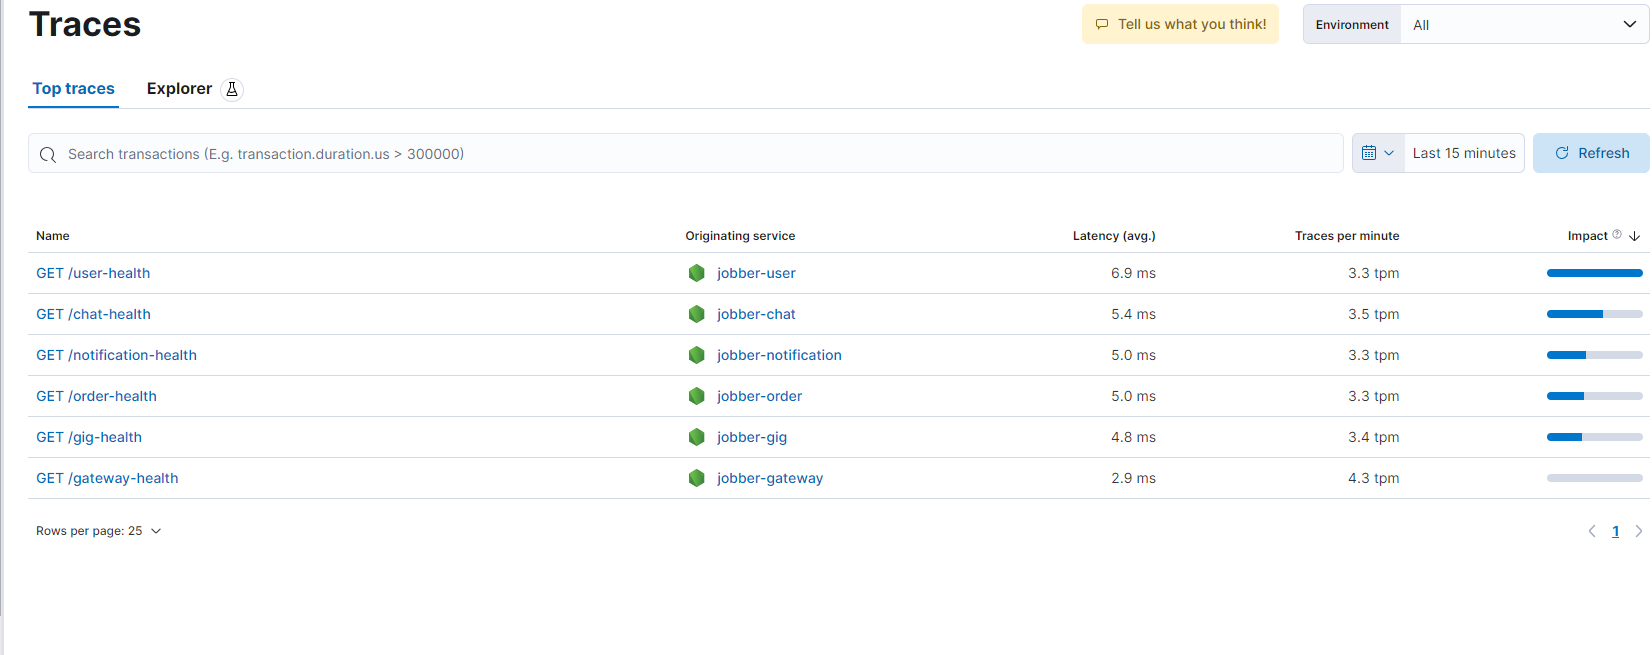 Traces
Tell us what you think!
Environment All
Top traces Explorer
Search transactions (E.g. transaction.duration.us > 300000)
Last 15 minutes
Refresh
Name Originating service Latency (avg.) Traces per minute Impact
GET /user-health jobber-user 6.9 ms 3.3 tpm
GET /chat-health jobber-chat 5.4 ms 3.5 tpm
GET /notification-health jobber-notification 5.0 ms 3.3 tpm
GET /order-health jobber-order 5.0 ms 3.3 tpm
GET /gig-health jobber-gig 4.8 ms 3.4 tpm
GET /gateway-health jobber-gateway 2.9 ms 4.3 tpm
Rows per page: 25 1